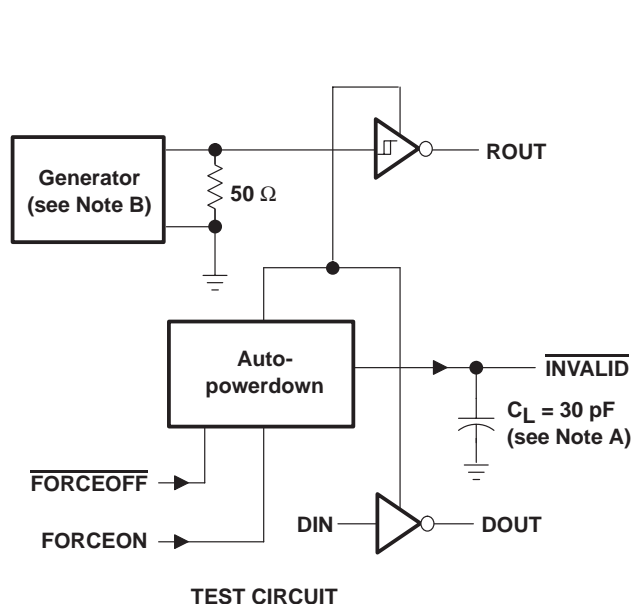 Generator
(see Note B)
50 Ω
ROUT
Auto-
powerdown
INVALID
CL = 30 pF
(see Note A)
FORCEOFF
FORCEON
DIN
DOUT
TEST CIRCUIT